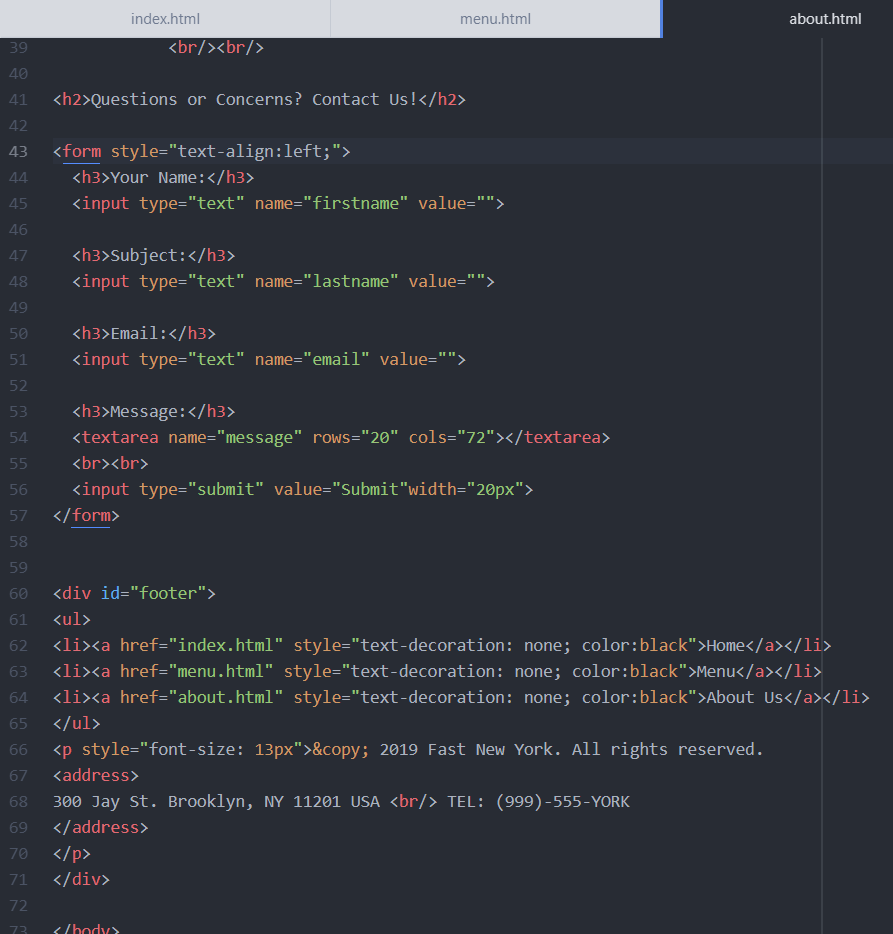 index.html menu.html about.html
39 <br/><br/>
40
41 <h2>Questions or Concerns? Contact Us!</h2>
42
43 <form style="text-align:left;">
44 <h3>Your Name:</h3>
45 <input type="text" name="firstname" value="">
46
47 <h3>Subject:</h3>
48 <input type="text" name="lastname" value="">
49
50 <h3>Email:</h3>
51 <input type="text" name="email" value="">
52
53 <h3>Message:</h3>
54 <textarea name="message" rows="20" cols="72"></textarea>
55 <br><br>
56 <input type="submit" value="Submit"width="20px">
57 </form>
58
59
60 <div id="footer">
61 <ul>
62 <li><a href="index.html" style="text-decoration: none; color:black">Home</a></li>
63 <li><a href="menu.html" style="text-decoration: none; color:black">Menu</a></li>
64 <li><a href="about.html" style="text-decoration: none; color:black">About Us</a></li>
65 </ul>
66 <p style="font-size: 13px">&copy; 2019 Fast New York. All rights reserved.
67 <address>
68 300 Jay St. Brooklyn, NY 11201 USA <br/> TEL: (999)-555-YORK
69 </address>
70 </p>
71 </div>
72
73 </body>